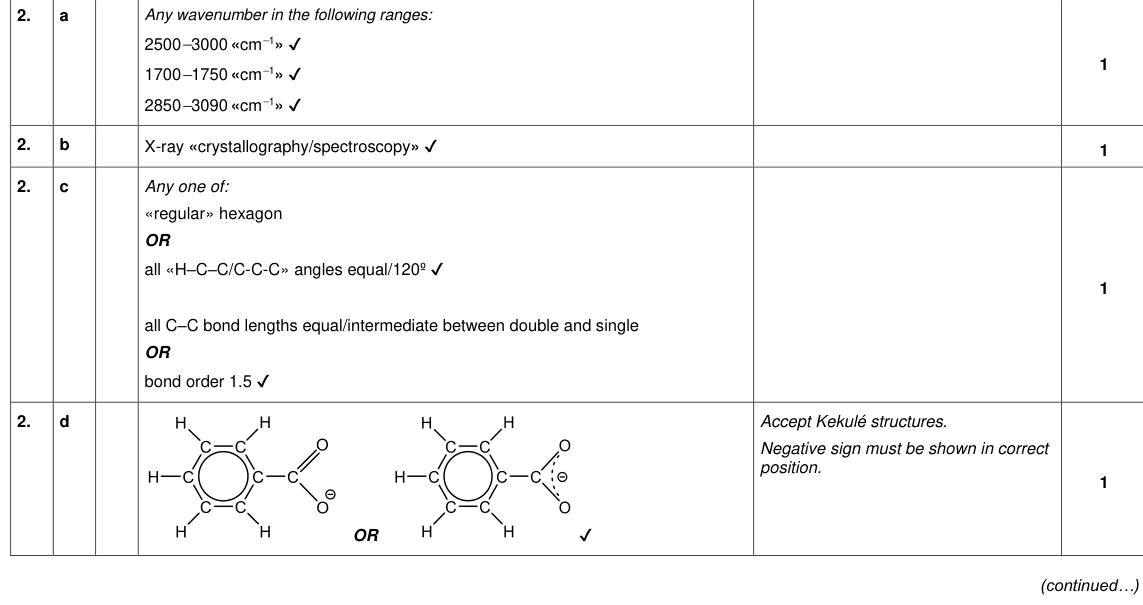 2. a Any wavenumber in the following ranges:
2500–3000 «cm⁻¹» ✓
1700–1750 «cm⁻¹» ✓
2850–3090 «cm⁻¹» ✓
1
2. b X-ray «crystallography/spectroscopy» ✓ 1
2. c Any one of:
«regular» hexagon
OR
all «H–C–C/C-C-C» angles equal/120º ✓
1
all C–C bond lengths equal/intermediate between double and single
OR
bond order 1.5 ✓
2. d
H H
C C O
H C C C
C C O ⊖
H H
OR
H H
C C O
H C C C ⊖
C C O
H H
✓
Accept Kekulé structures.
Negative sign must be shown in correct
position.
1
(continued…)